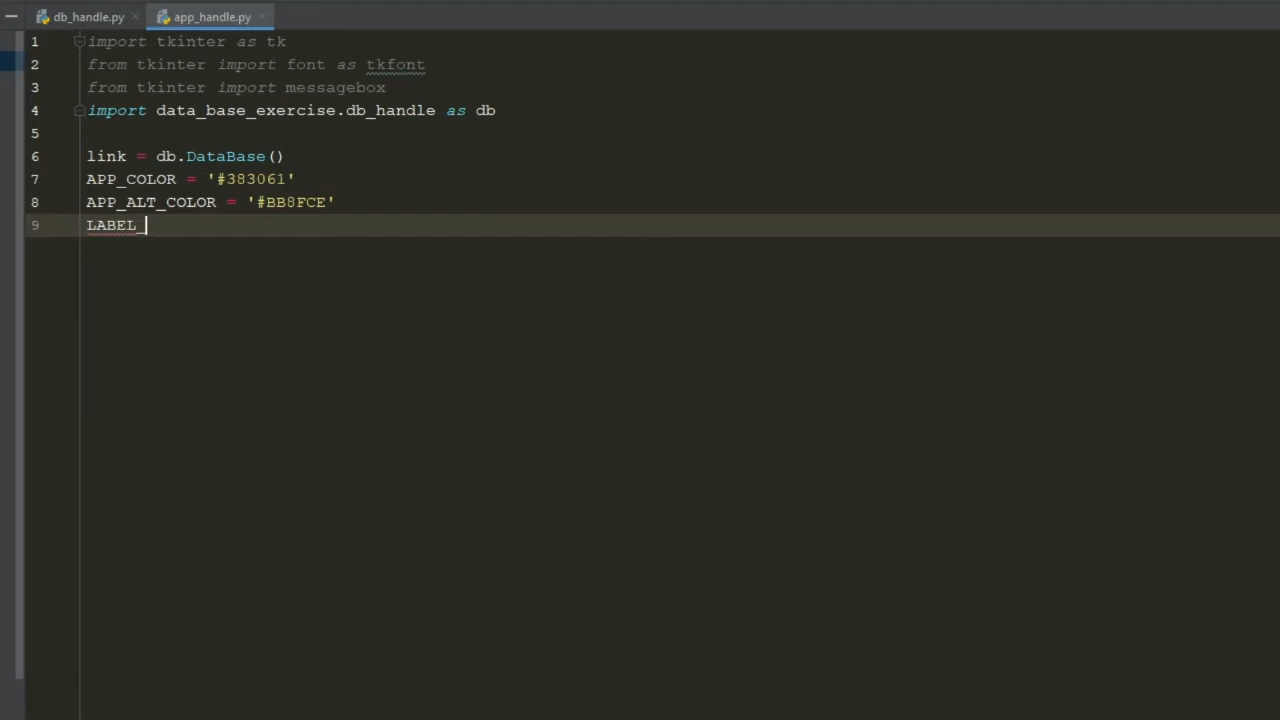 db_handle.py app_handle.py
1 import tkinter as tk
2 from tkinter import font as tkfont
3 from tkinter import messagebox
4 import data_base_exercise.db_handle as db
5
6 link = db.DataBase()
7 APP_COLOR = '#383061'
8 APP_ALT_COLOR = '#BB8FCE'
9 LABEL_